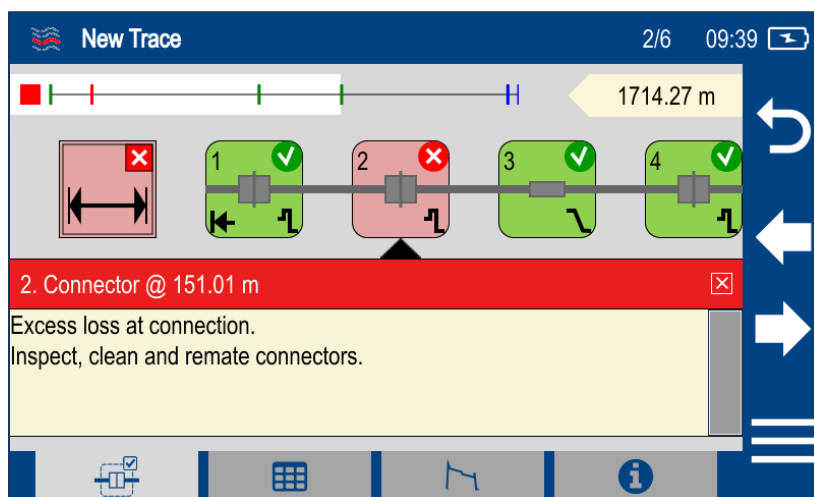 New Trace 2/6 09:39
1714.27 m
1 2 3 4
2. Connector @ 151.01 m
Excess loss at connection.
Inspect, clean and remate connectors.